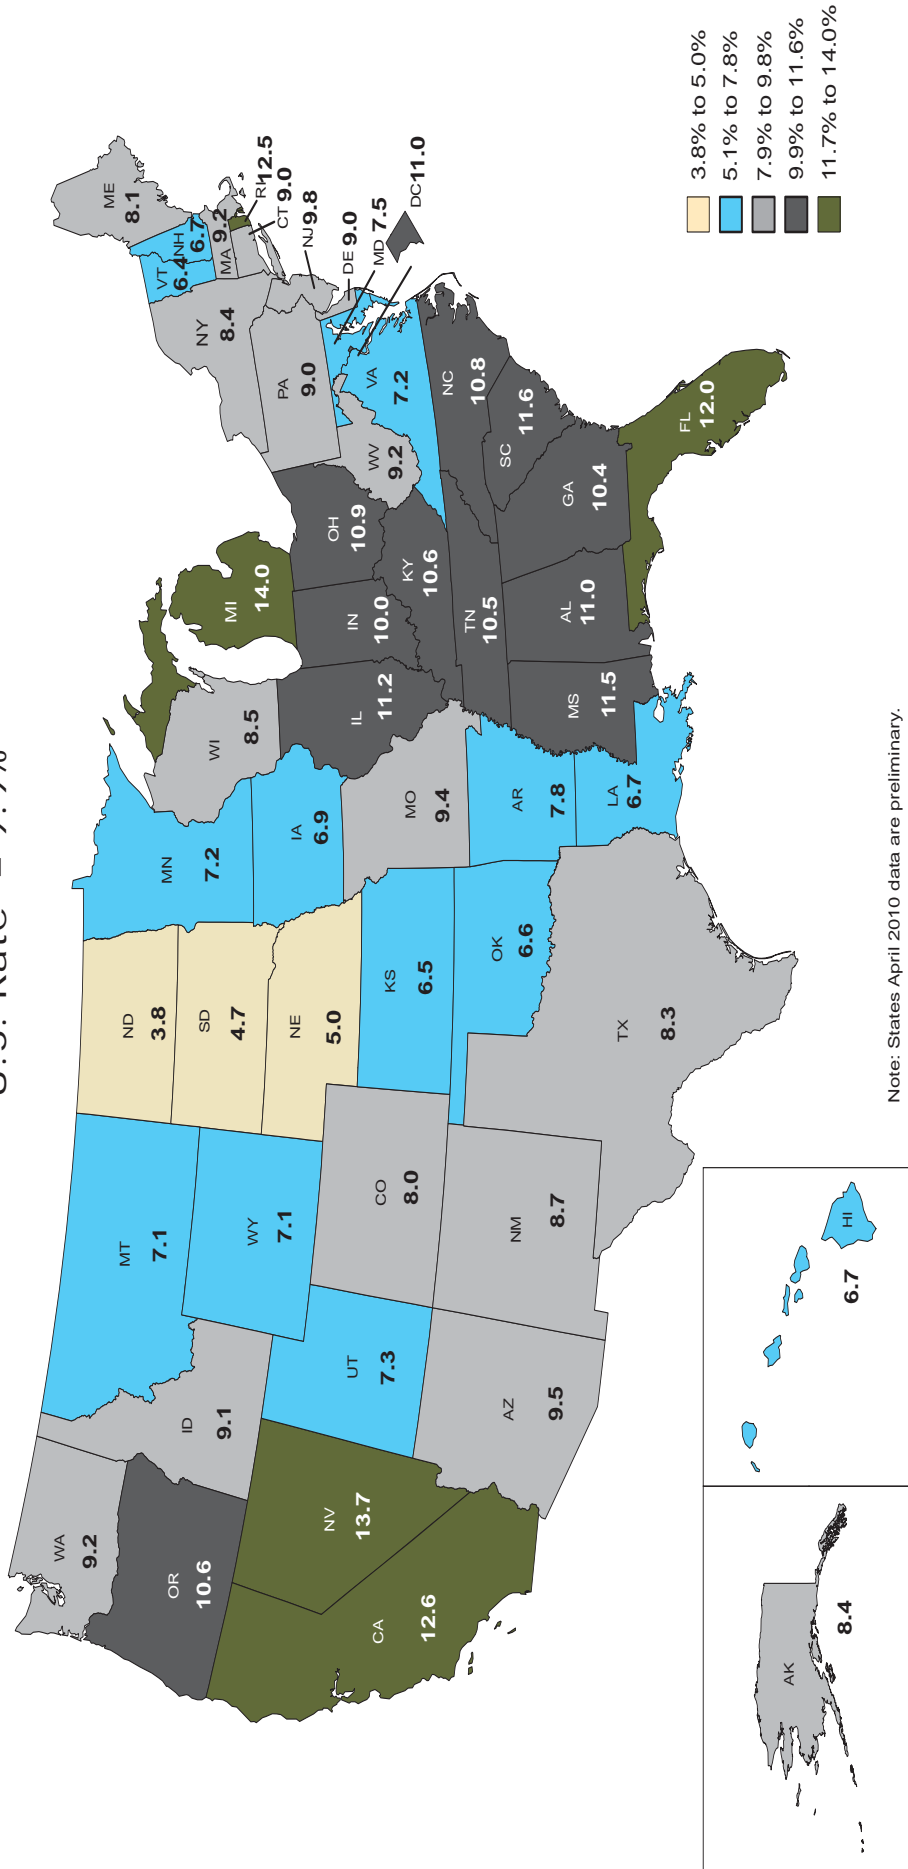 WA
9.2
OR
10.6
CA
12.6
NV
13.7
ID
9.1
MT
7.1
WY
7.1
UT
7.3
AZ
9.5
CO
8.0
NM
8.7
ND
3.8
SD
4.7
NE
5.0
KS
6.5
OK
6.6
TX
8.3
MN
7.2
IA
6.9
MO
9.4
AR
7.8
LA
6.7
WI
8.5
IL
11.2
MI
14.0
IN
10.0
OH
10.9
KY
10.6
TN
10.5
MS
11.5
AL
11.0
GA
10.4
FL
12.0
SC
11.6
NC
10.8
VA
7.2
WV
9.2
PA
9.0
NY
8.4
VT
6.4
NH
6.7
ME
8.1
MA
9.2
RI 12.5
CT 9.0
NJ 9.8
DE 9.0
MD 7.5
DC 11.0
AK
8.4
HI
6.7
3.8% to 5.0%
5.1% to 7.8%
7.9% to 9.8%
9.9% to 11.6%
11.7% to 14.0%
Note: States April 2010 data are preliminary.